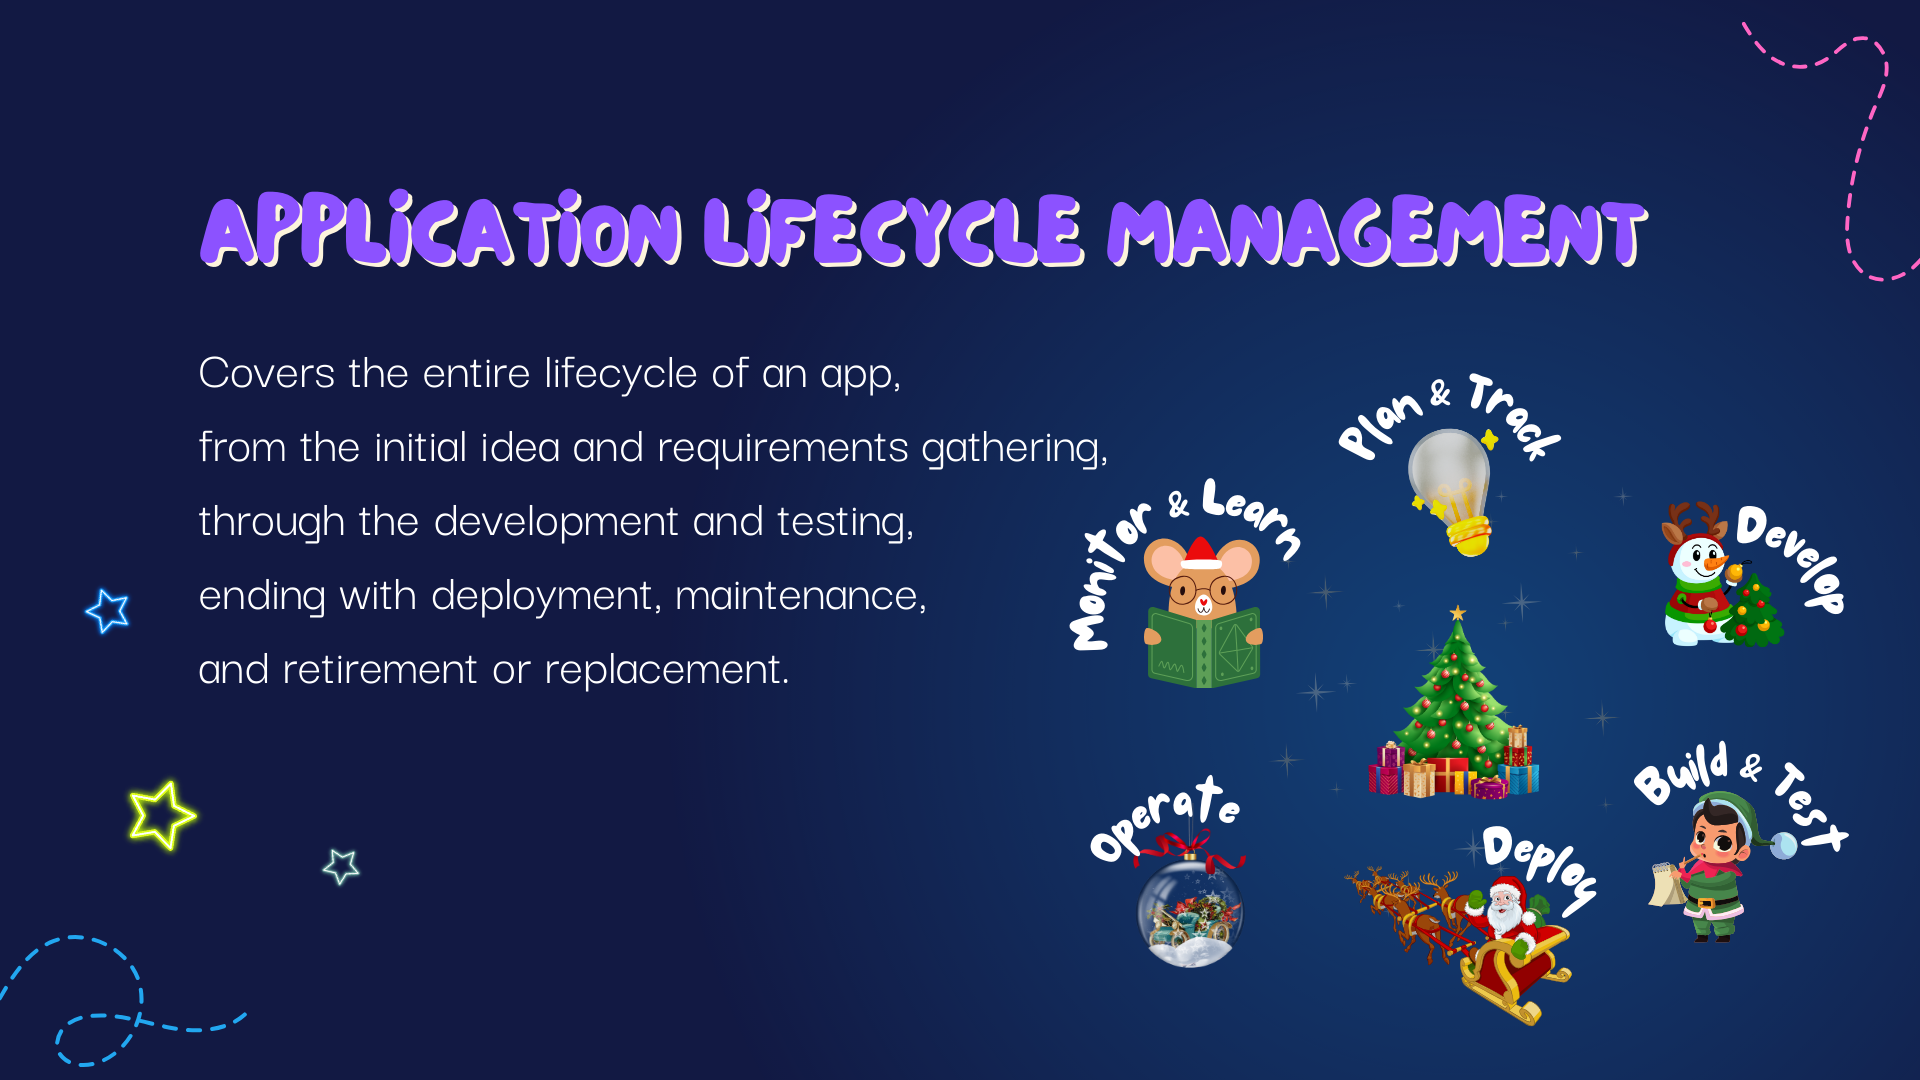 APPLICATION LIFECYCLE MANAGEMENT
Covers the entire lifecycle of an app,
from the initial idea and requirements gathering,
through the development and testing,
ending with deployment, maintenance,
and retirement or replacement.
Plan & Track
Develop
Build & Test
Deploy
Operate
Monitor & Learn